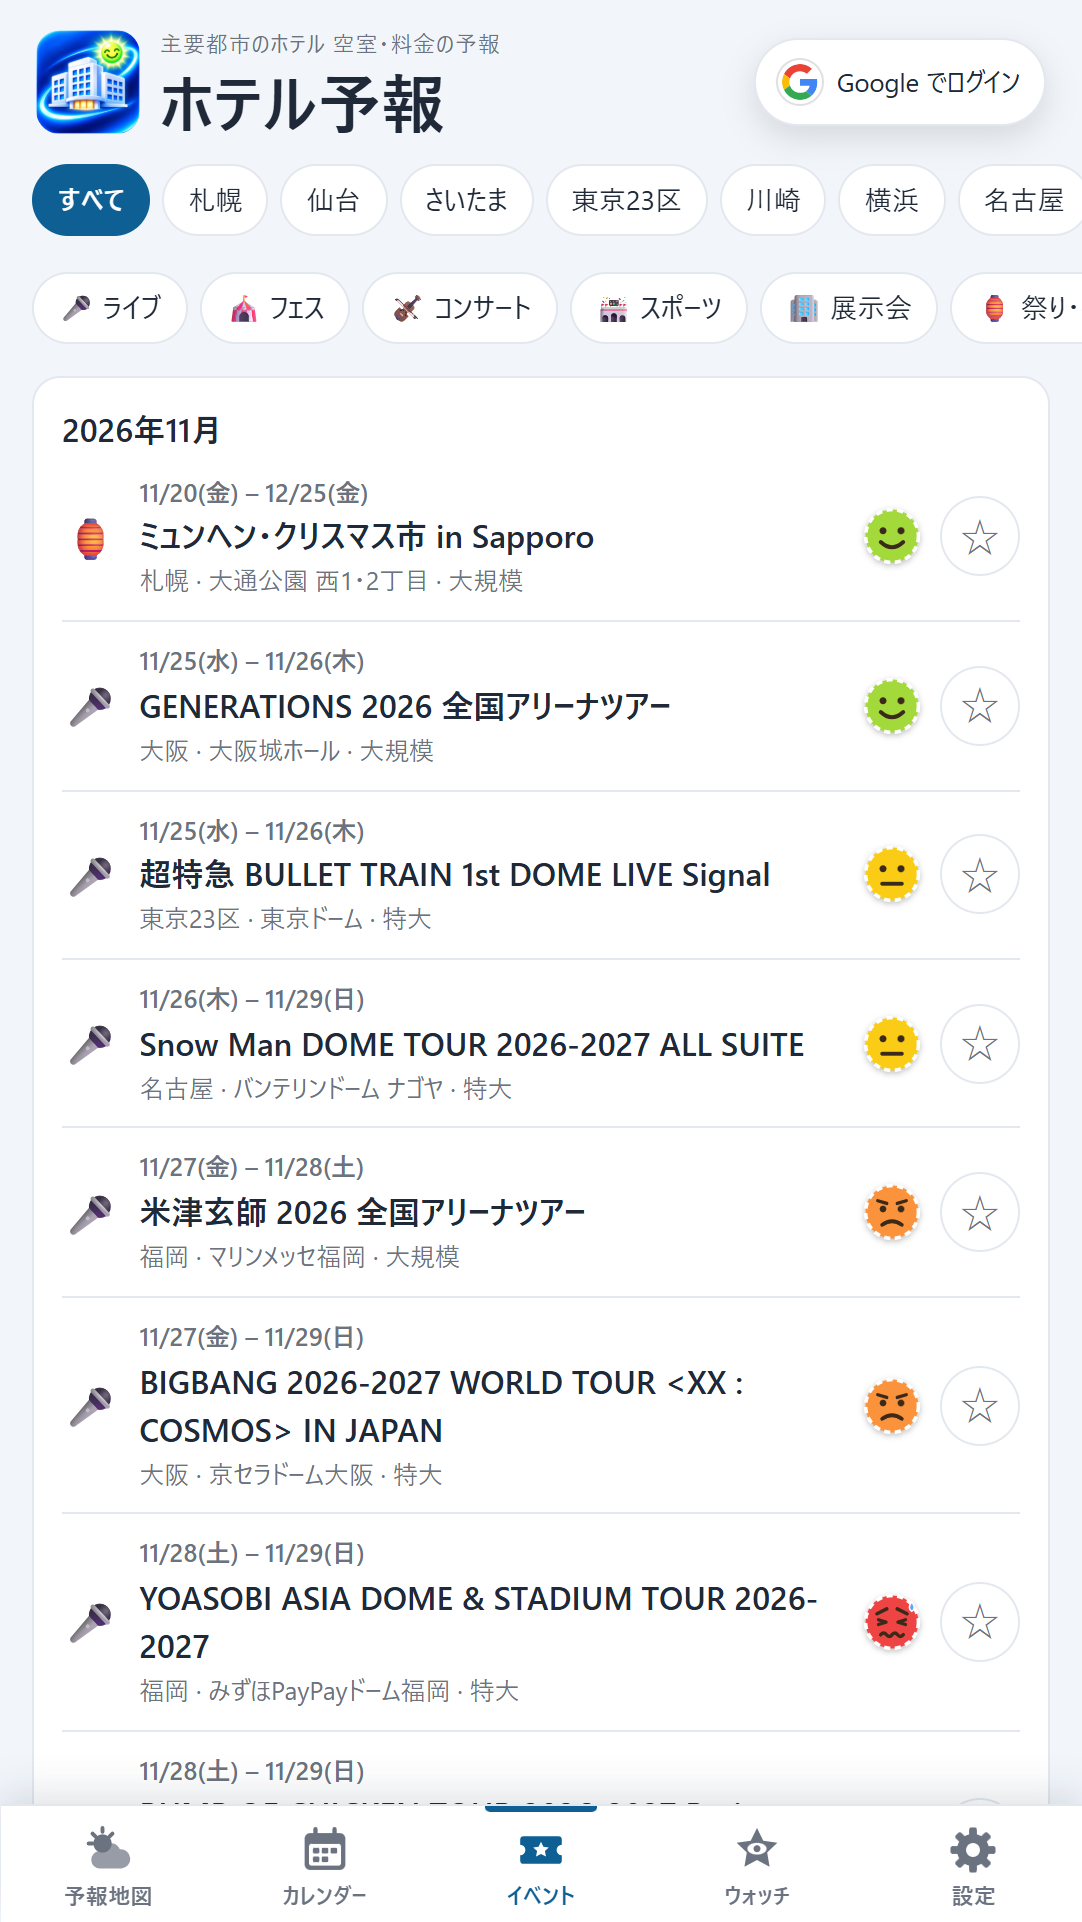 主要都市のホテル 空室・料金の予報
ホテル予報
Google でログイン
すべて
札幌
仙台
さいたま
東京23区
川崎
横浜
名古屋
ライブ
フェス
コンサート
スポーツ
展示会
祭り・
2026年11月
11/20(金) – 12/25(金)
ミュンヘン・クリスマス市 in Sapporo
札幌 · 大通公園 西1・2丁目 · 大規模
11/25(水) – 11/26(木)
GENERATIONS 2026 全国アリーナツアー
大阪 · 大阪城ホール · 大規模
11/25(水) – 11/26(木)
超特急 BULLET TRAIN 1st DOME LIVE Signal
東京23区 · 東京ドーム · 特大
11/26(木) – 11/29(日)
Snow Man DOME TOUR 2026-2027 ALL SUITE
名古屋 · バンテリンドーム ナゴヤ · 特大
11/27(金) – 11/28(土)
米津玄師 2026 全国アリーナツアー
福岡 · マリンメッセ福岡 · 大規模
11/27(金) – 11/29(日)
BIGBANG 2026-2027 WORLD TOUR <XX :
COSMOS> IN JAPAN
大阪 · 京セラドーム大阪 · 特大
11/28(土) – 11/29(日)
YOASOBI ASIA DOME & STADIUM TOUR 2026-
2027
福岡 · みずほPayPayドーム福岡 · 特大
11/28(土) – 11/29(日)
予報地図
カレンダー
イベント
ウォッチ
設定